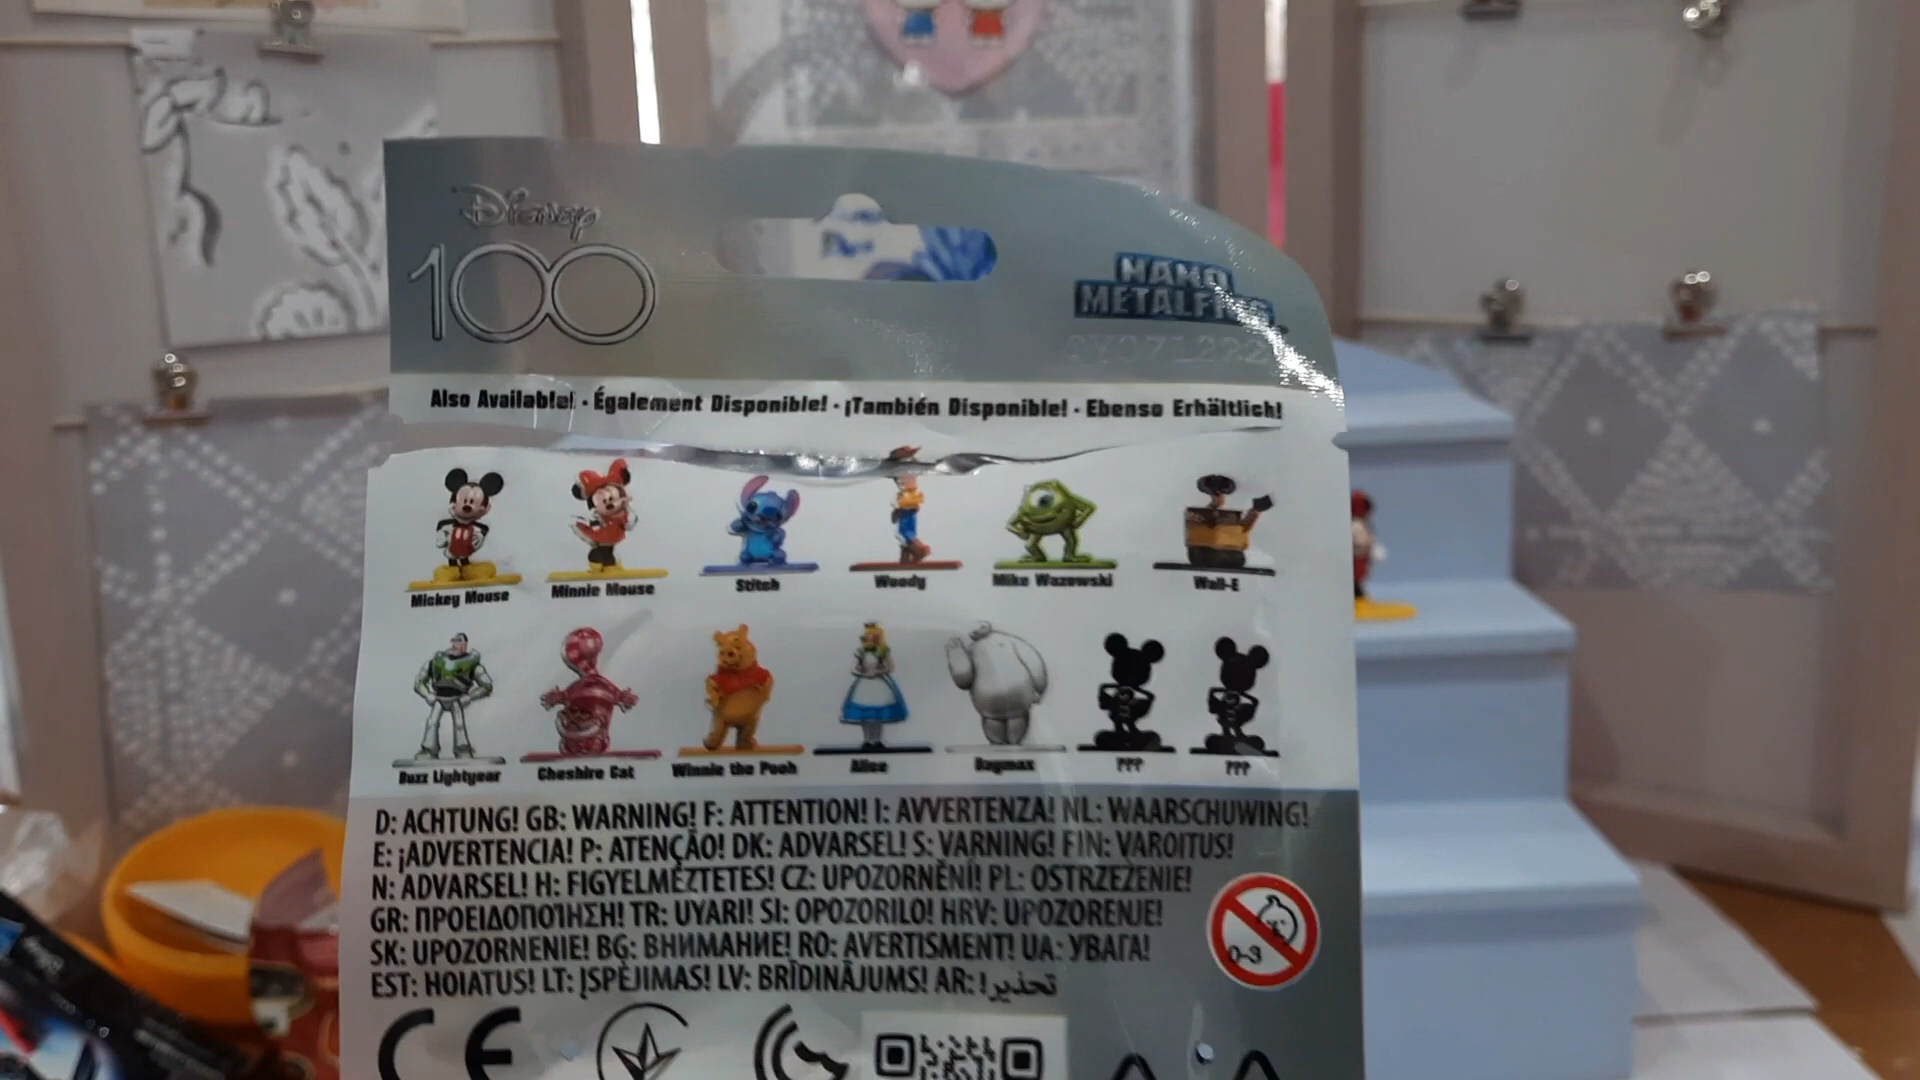 Disney
100
NANO
METALFIGS
Also Available! · Également Disponible! · ¡También Disponible! · Ebenso Erhältlich!
Mickey Mouse Minnie Mouse Stitch Woody Mike Wazowski Wall-E
Buzz Lightyear Cheshire Cat Winnie the Pooh Alice Baymax ??? ???
D: ACHTUNG! GB: WARNING! F: ATTENTION! I: AVVERTENZA! NL: WAARSCHUWING!
E: ¡ADVERTENCIA! P: ATENÇÃO! DK: ADVARSEL! S: VARNING! FIN: VAROITUS!
N: ADVARSEL! H: FIGYELMEZTETES! CZ: UPOZORNĚNÍ! PL: OSTRZEŻENIE!
GR: ΠΡΟΕΙΔΟΠΟΊΗΣΗ! TR: UYARI! SI: OPOZORILO! HRV: UPOZORENJE!
SK: UPOZORNENIE! BG: ВНИМАНИЕ! RO: AVERTISMENT! UA: УВАГА!
EST: HOIATUS! LT: ĮSPĖJIMAS! LV: BRĪDINĀJUMS! AR: تحذير!
0-3
CE